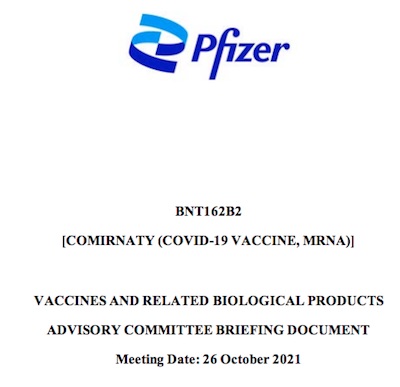 Pfizer
BNT162B2
[COMIRNATY (COVID-19 VACCINE, MRNA)]
VACCINES AND RELATED BIOLOGICAL PRODUCTS
ADVISORY COMMITTEE BRIEFING DOCUMENT
Meeting Date: 26 October 2021